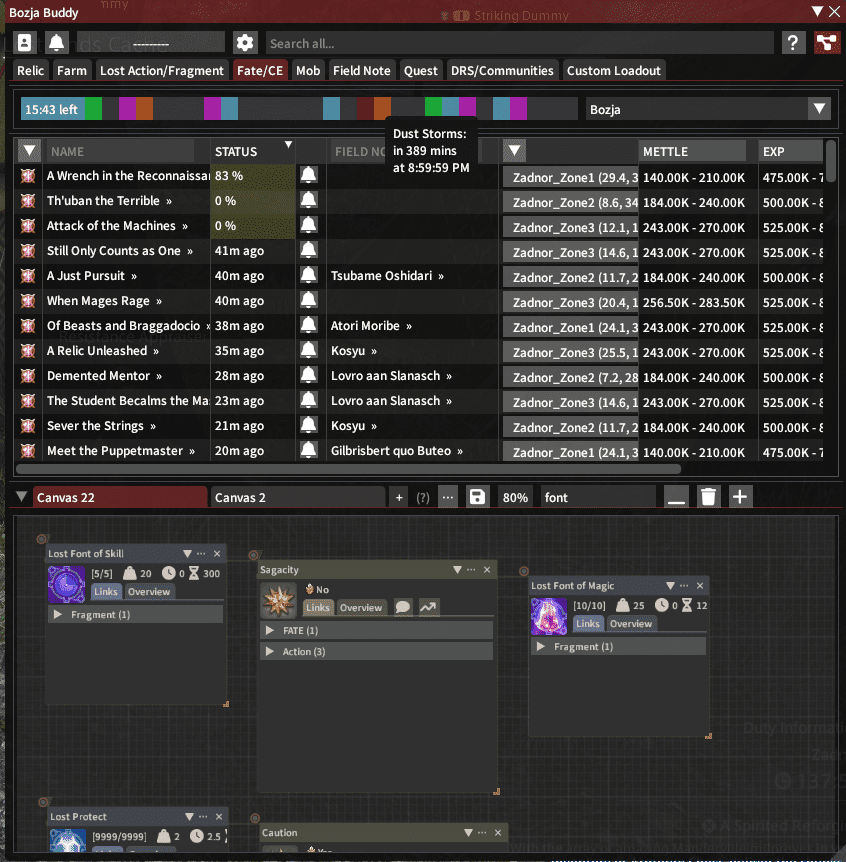 Bozja Buddy
Striking Dummy
---------
Search all...
?
Relic Farm Lost Action/Fragment Fate/CE Mob Field Note Quest DRS/Communities Custom Loadout
15:43 left
Bozja
Dust Storms:
in 389 mins
at 8:59:59 PM
NAME STATUS FIELD NO METTLE EXP
A Wrench in the Reconnaissa 83 % Zadnor_Zone1 (29.4, 3 140.00K - 210.00K 475.00K - 7
Th'uban the Terrible » 0 % Zadnor_Zone2 (8.6, 34 184.00K - 240.00K 500.00K - 8
Attack of the Machines » 0 % Zadnor_Zone3 (12.1, 1 243.00K - 270.00K 525.00K - 8
Still Only Counts as One » 41m ago Zadnor_Zone3 (14.6, 1 243.00K - 270.00K 525.00K - 8
A Just Pursuit » 40m ago Tsubame Oshidari » Zadnor_Zone2 (11.7, 2 184.00K - 240.00K 500.00K - 8
When Mages Rage » 40m ago Zadnor_Zone3 (20.4, 1 256.50K - 283.50K 525.00K - 8
Of Beasts and Braggadocio » 38m ago Atori Moribe » Zadnor_Zone1 (24.1, 3 243.00K - 270.00K 525.00K - 8
A Relic Unleashed » 35m ago Kosyu » Zadnor_Zone3 (25.5, 1 243.00K - 270.00K 525.00K - 8
Demented Mentor » 28m ago Lovro aan Slanasch » Zadnor_Zone2 (7.2, 28 184.00K - 240.00K 500.00K - 8
The Student Becalms the Ma 23m ago Lovro aan Slanasch » Zadnor_Zone3 (14.6, 1 243.00K - 270.00K 525.00K - 8
Sever the Strings » 21m ago Kosyu » Zadnor_Zone2 (11.7, 2 184.00K - 240.00K 500.00K - 8
Meet the Puppetmaster » 20m ago Gilbrisbert quo Buteo » Zadnor_Zone1 (24.1, 3 140.00K - 210.00K 475.00K - 8
Canvas 22 Canvas 2 + (?) ... 80% font
Lost Font of Skill
[5/5] 20 0 300
Links Overview
Fragment (1)
Sagacity
No
Links Overview
FATE (1)
Action (3)
Lost Font of Magic
[10/10] 25 0 12
Links Overview
Fragment (1)
Duty Informat
Lost Protect
[9999/9999] 2 2.5
Caution